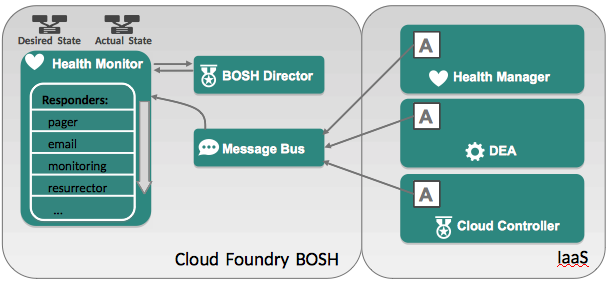 Desired State Actual State
Health Monitor
Responders:
pager
email
monitoring
resurrector
...
BOSH Director
Message Bus
Cloud Foundry BOSH
A
Health Manager
A
DEA
A
Cloud Controller
IaaS